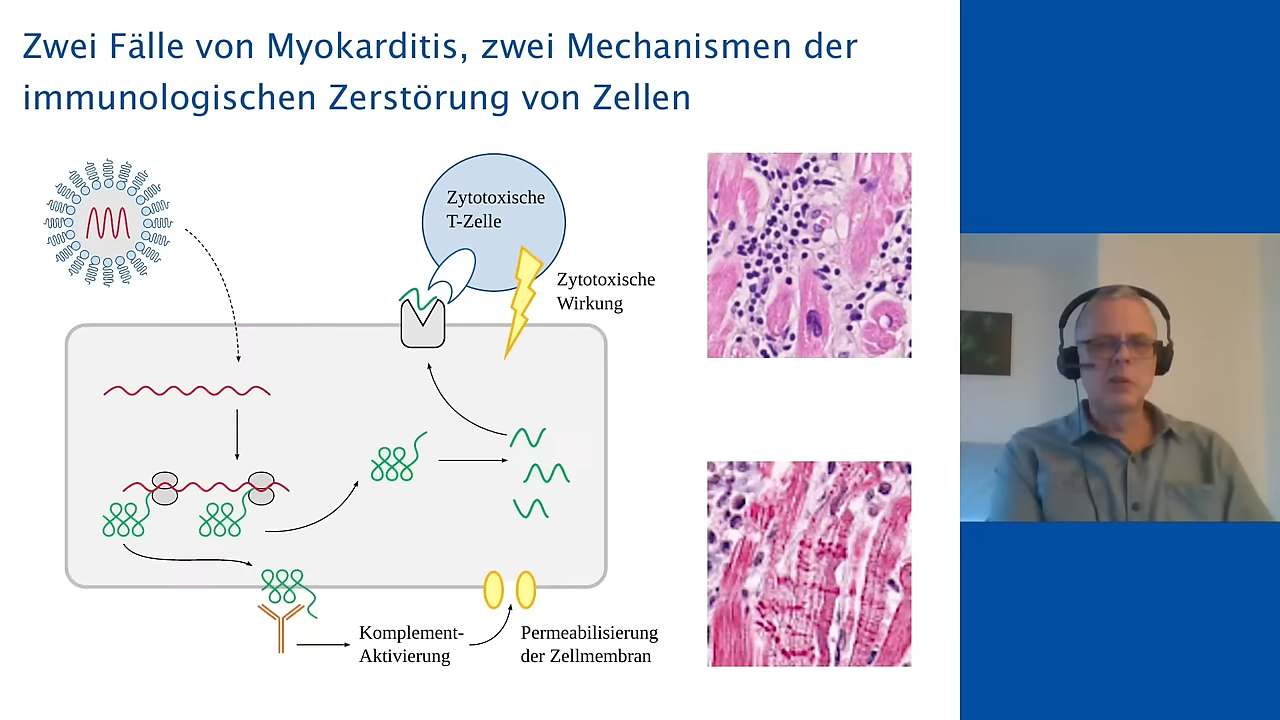 Zwei Fälle von Myokarditis, zwei Mechanismen der
immunologischen Zerstörung von Zellen
Zytotoxische
T-Zelle
Zytotoxische
Wirkung
Komplement-
Aktivierung
Permeabilisierung
der Zellmembran